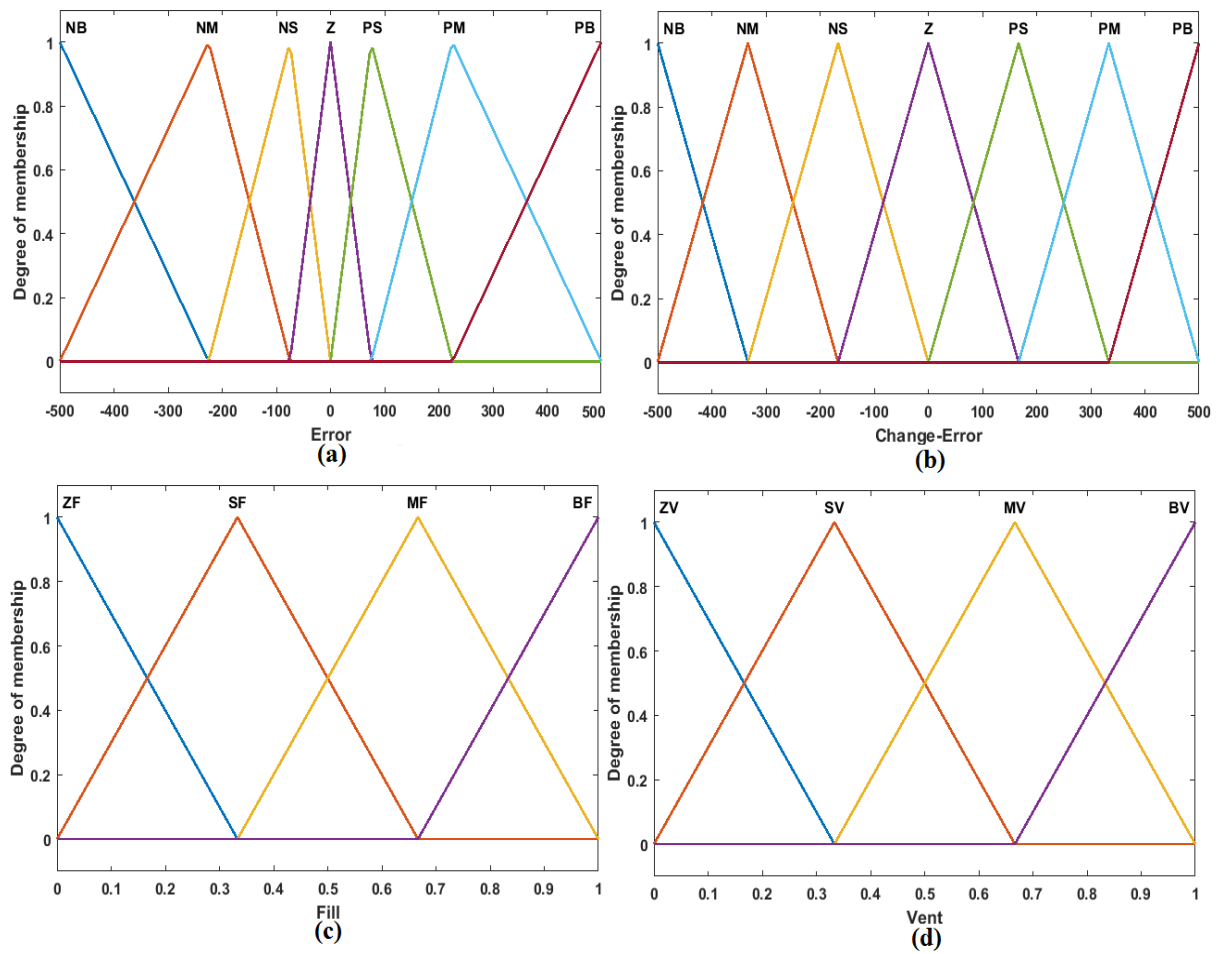 NB NM NS Z PS PM PB
1
0.8
0.6
0.4
0.2
0
Degree of membership
-500 -400 -300 -200 -100 0 100 200 300 400 500
Error
(a)
NB NM NS Z PS PM PB
1
0.8
0.6
0.4
0.2
0
Degree of membership
-500 -400 -300 -200 -100 0 100 200 300 400 500
Change-Error
(b)
ZF SF MF BF
1
0.8
0.6
0.4
0.2
0
Degree of membership
0 0.1 0.2 0.3 0.4 0.5 0.6 0.7 0.8 0.9 1
Fill
(c)
ZV SV MV BV
1
0.8
0.6
0.4
0.2
0
Degree of membership
0 0.1 0.2 0.3 0.4 0.5 0.6 0.7 0.8 0.9 1
Vent
(d)